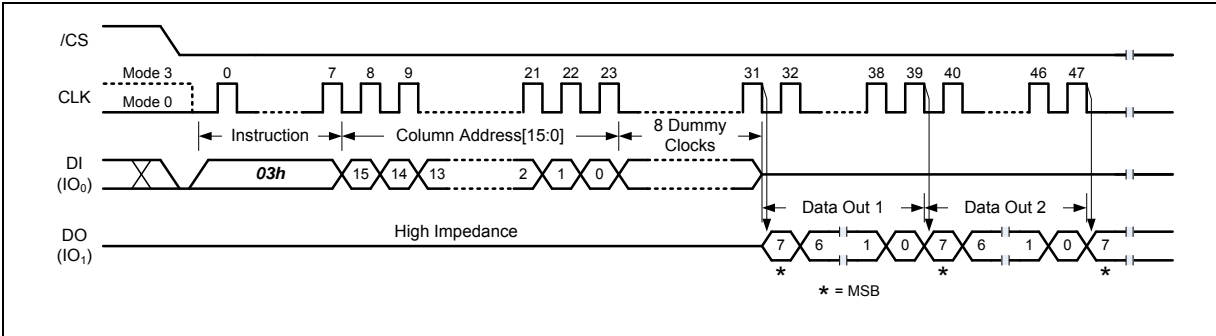 /CS
Mode 3 0 7 8 9 21 22 23 31 32 38 39 40 46 47
CLK Mode 0
Instruction Column Address[15:0] 8 Dummy
Clocks
DI
(IO₀) 03h 15 14 13 2 1 0
Data Out 1 Data Out 2
High Impedance
DO
(IO₁) 7 6 1 0 7 6 1 0 7
* * *
* = MSB